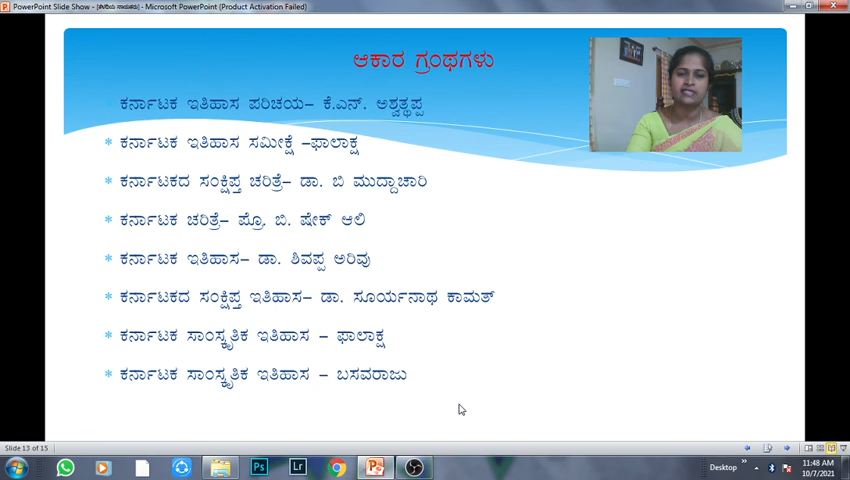 PowerPoint Slide Show - [ಕೇರಿಯ ನಾಯಕರು] - Microsoft PowerPoint (Product Activation Failed)
ಆಕಾರ ಗ್ರಂಥಗಳು
* ಕರ್ನಾಟಕ ಇತಿಹಾಸ ಪರಿಚಯ– ಕೆ.ಎನ್. ಅಶ್ವತ್ಥಪ್ಪ
* ಕರ್ನಾಟಕ ಇತಿಹಾಸ ಸಮೀಕ್ಷೆ –ಫಾಲಾಕ್ಷ
* ಕರ್ನಾಟಕದ ಸಂಕ್ಷಿಪ್ತ ಚರಿತ್ರೆ– ಡಾ. ಬಿ ಮುದ್ದಾಚಾರಿ
* ಕರ್ನಾಟಕ ಚರಿತ್ರೆ– ಪ್ರೊ. ಬಿ. ಷೇಕ್ ಆಲಿ
* ಕರ್ನಾಟಕ ಇತಿಹಾಸ– ಡಾ. ಶಿವಪ್ಪ ಅರಿವು
* ಕರ್ನಾಟಕದ ಸಂಕ್ಷಿಪ್ತ ಇತಿಹಾಸ– ಡಾ. ಸೂರ್ಯನಾಥ ಕಾಮತ್
* ಕರ್ನಾಟಕ ಸಾಂಸ್ಕೃತಿಕ ಇತಿಹಾಸ – ಫಾಲಾಕ್ಷ
* ಕರ್ನಾಟಕ ಸಾಂಸ್ಕೃತಿಕ ಇತಿಹಾಸ – ಬಸವರಾಜು
Slide 13 of 15
Ps Lr Desktop 11:48 AM
10/7/2021